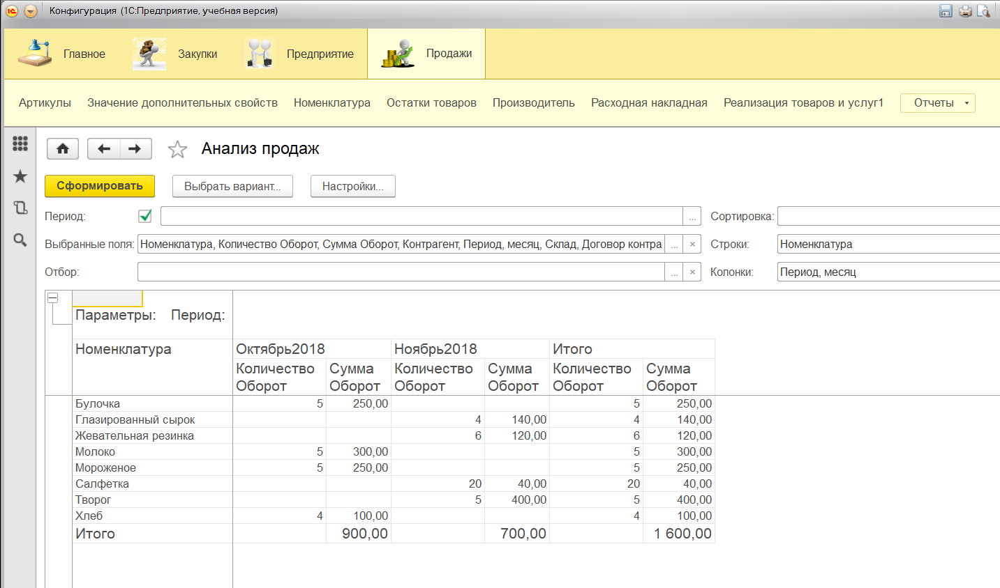 Конфигурация (1С:Предприятие, учебная версия)
Главное Закупки Предприятие Продажи
Артикулы Значение дополнительных свойств Номенклатура Остатки товаров Производитель Расходная накладная Реализация товаров и услуг1 Отчеты
Анализ продаж
Сформировать Выбрать вариант... Настройки...
Период: ... Сортировка:
Выбранные поля: Номенклатура, Количество Оборот, Сумма Оборот, Контрагент, Период, месяц, Склад, Договор контра ... × Строки: Номенклатура
Отбор: ... × Колонки: Период, месяц
Параметры: Период:
Номенклатура Октябрь2018 Ноябрь2018 Итого
Количество Сумма Количество Сумма Количество Сумма
Оборот Оборот Оборот Оборот Оборот Оборот
Булочка 5 250,00 5 250,00
Глазированный сырок 4 140,00 4 140,00
Жевательная резинка 6 120,00 6 120,00
Молоко 5 300,00 5 300,00
Мороженое 5 250,00 5 250,00
Салфетка 20 40,00 20 40,00
Творог 5 400,00 5 400,00
Хлеб 4 100,00 4 100,00
Итого 900,00 700,00 1 600,00